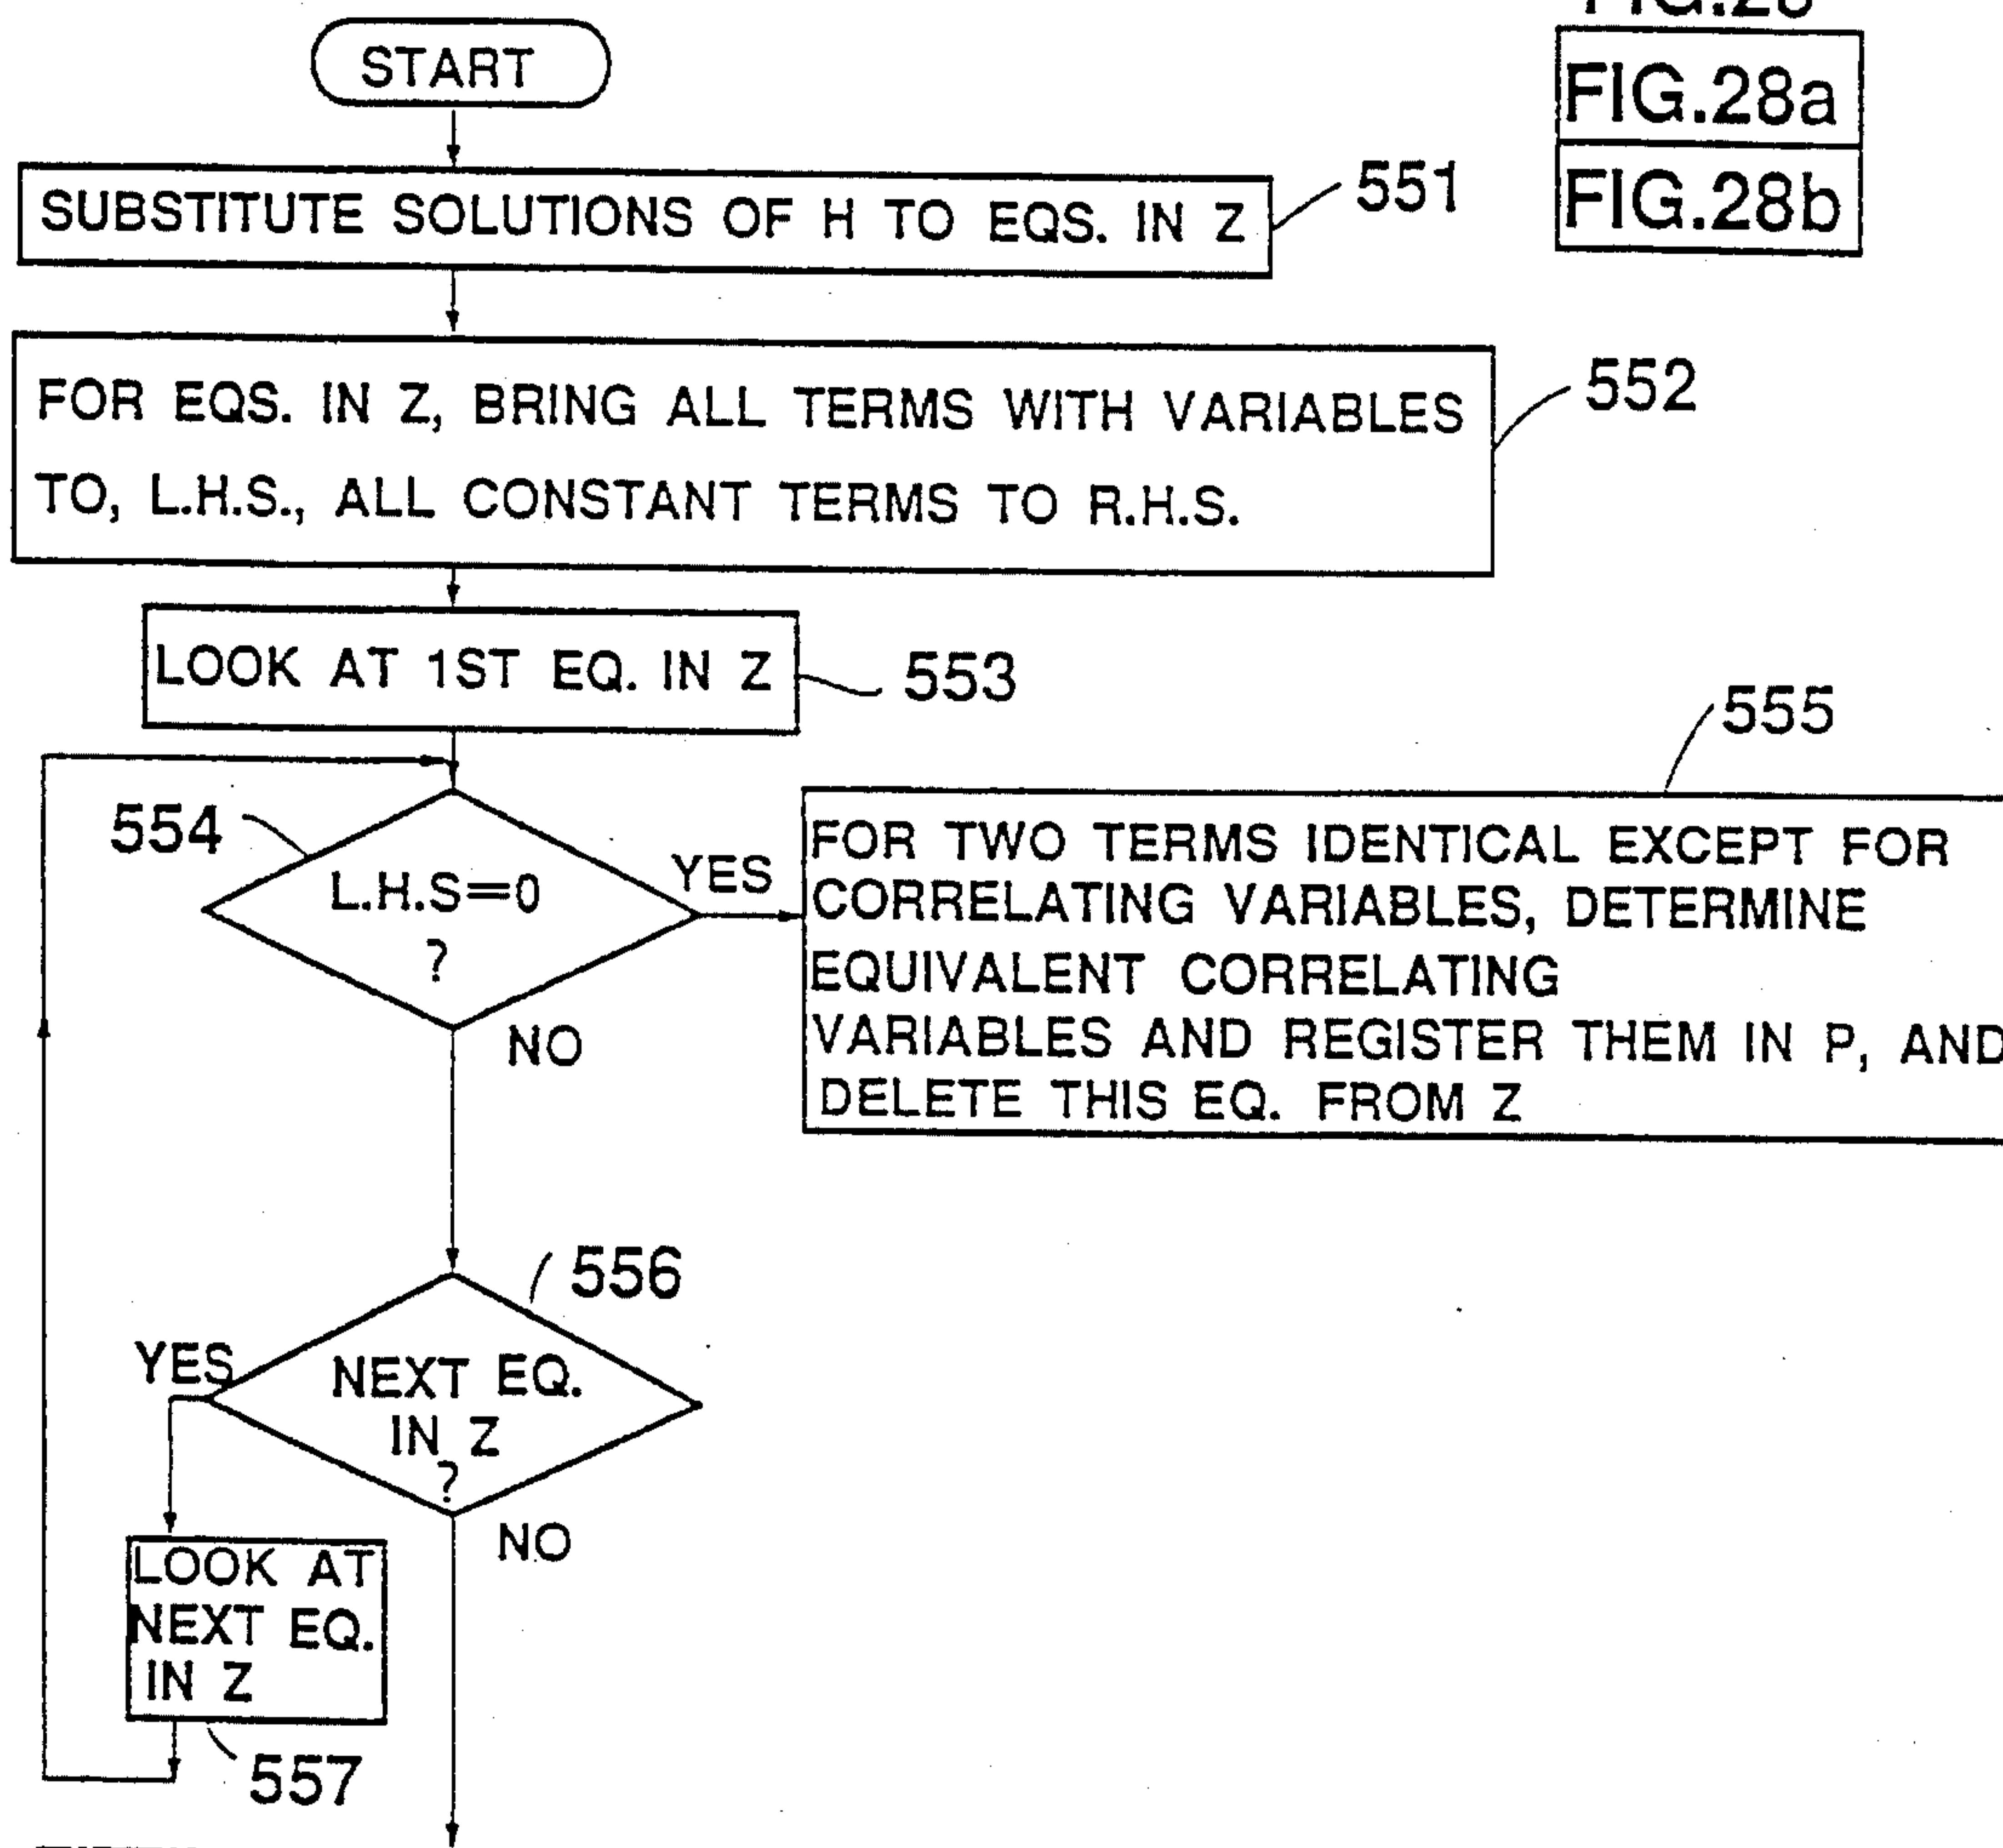 FIG.28
FIG.28a
FIG.28b
START
SUBSTITUTE SOLUTIONS OF H TO EQS. IN Z
551
FOR EQS. IN Z, BRING ALL TERMS WITH VARIABLES
TO, L.H.S., ALL CONSTANT TERMS TO R.H.S.
552
LOOK AT 1ST EQ. IN Z
553
554
L.H.S=0
?
YES
NO
555
FOR TWO TERMS IDENTICAL EXCEPT FOR
CORRELATING VARIABLES, DETERMINE
EQUIVALENT CORRELATING
VARIABLES AND REGISTER THEM IN P, AND
DELETE THIS EQ. FROM Z
556
YES
NEXT EQ.
IN Z
?
NO
LOOK AT
NEXT EQ.
IN Z
557